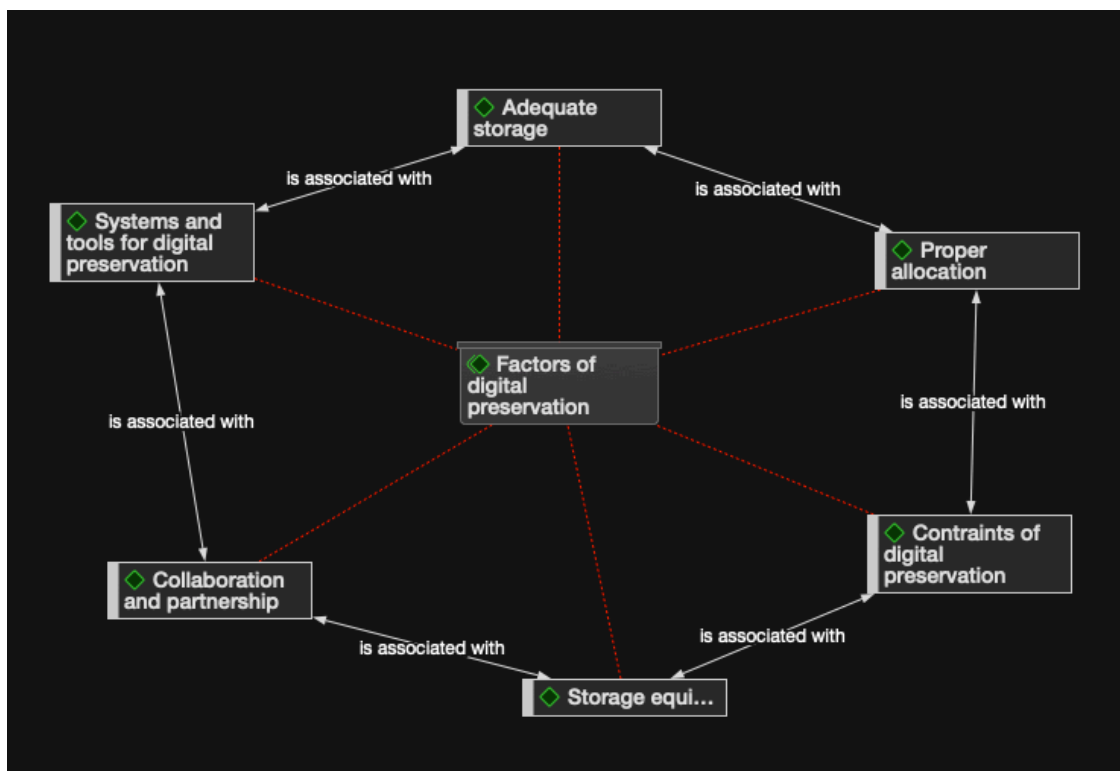 Adequate
storage
is associated with
is associated with
Systems and
tools for digital
preservation
Proper
allocation
Factors of
digital
preservation
is associated with
is associated with
Contraints of
digital
preservation
Collaboration
and partnership
is associated with
is associated with
Storage equi...